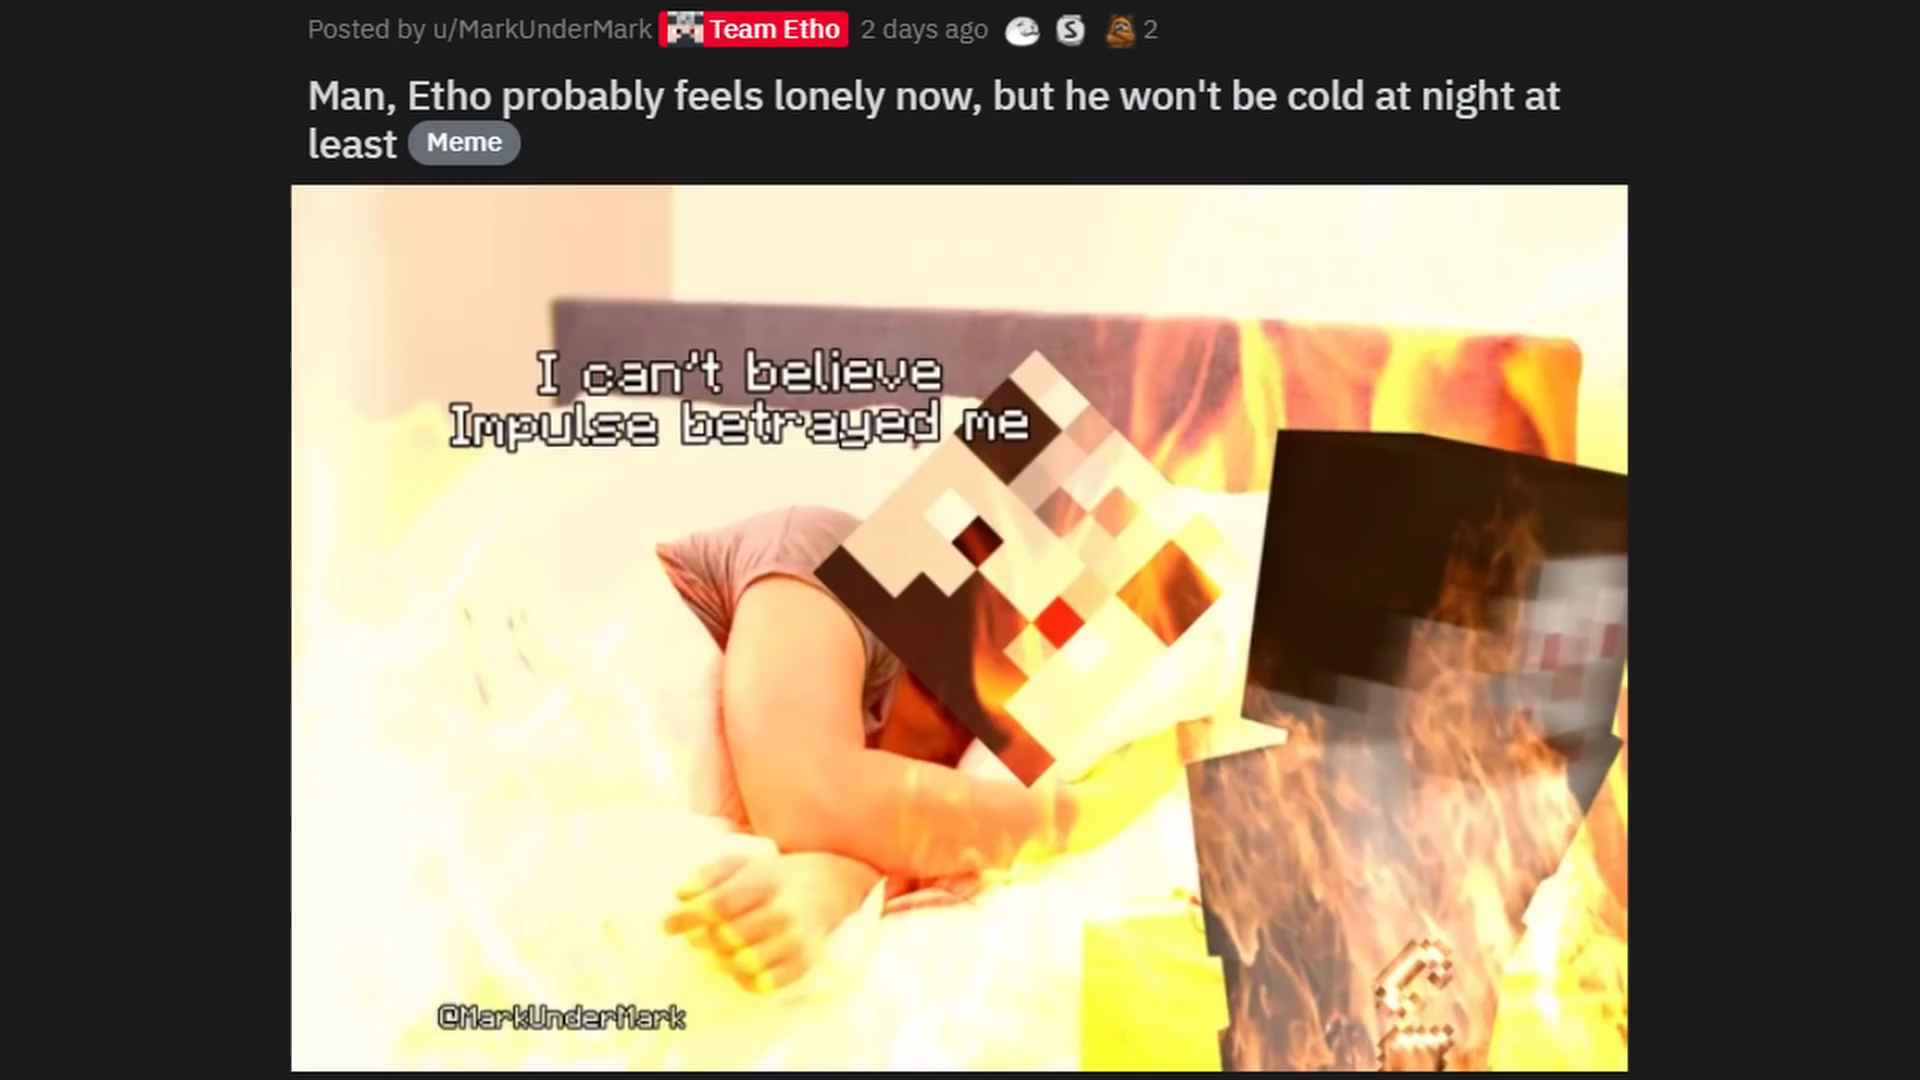 Posted by u/MarkUnderMark Team Etho 2 days ago S 2
Man, Etho probably feels lonely now, but he won't be cold at night at
least Meme
I can't believe
Impulse betrayed me
@MarkUnderMark